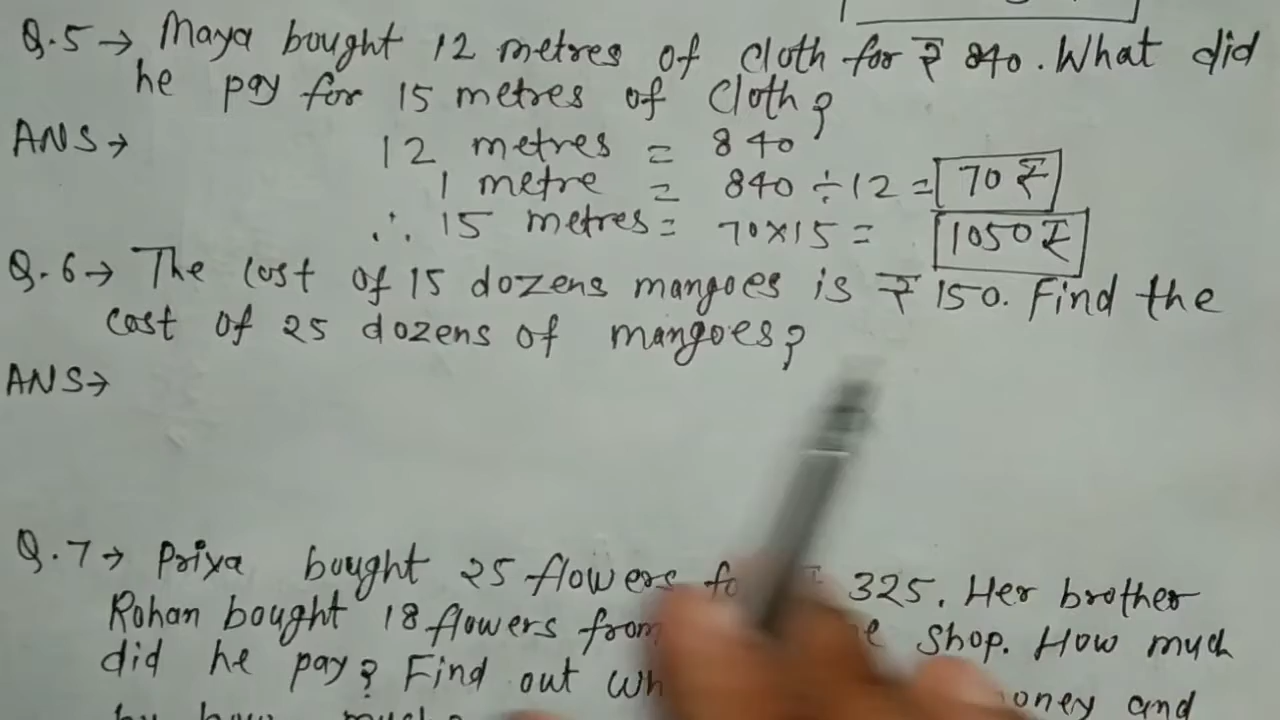 Q.5→ Maya bought 12 metres of cloth for ₹ 840. What did
he pay for 15 metres of cloth?
ANS→
12 metres = 840
1 metre = 840 ÷ 12 = 70 ₹
∴ 15 metres = 70×15 = 1050 ₹
Q.6→ The cost of 15 dozens mangoes is ₹ 150. Find the
cost of 25 dozens of mangoes?
ANS→
Q.7→ Priya bought 25 flowers ₹ 325. Her brother
Rohan bought 18 flowers from shop. How much
did he pay? Find out and
by how much